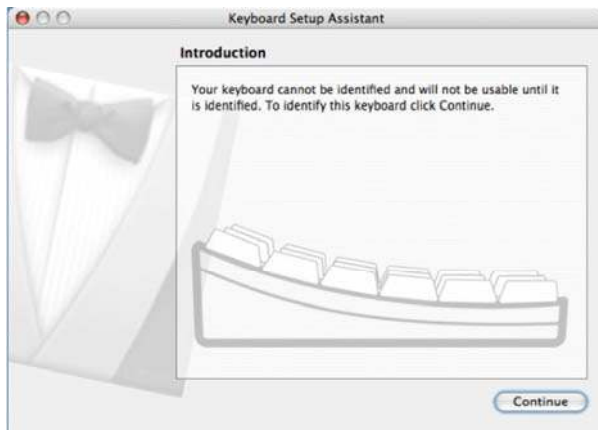 Keyboard Setup Assistant
Introduction
Your keyboard cannot be identified and will not be usable until it
is identified. To identify this keyboard click Continue.
Continue